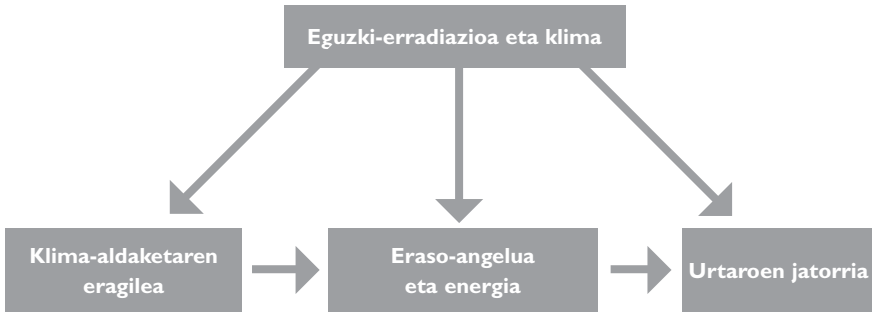 Eguzki-erradiazioa eta klima
Klima-aldaketaren
eragilea
Eraso-angelua
eta energia
Urtaroen jatorria